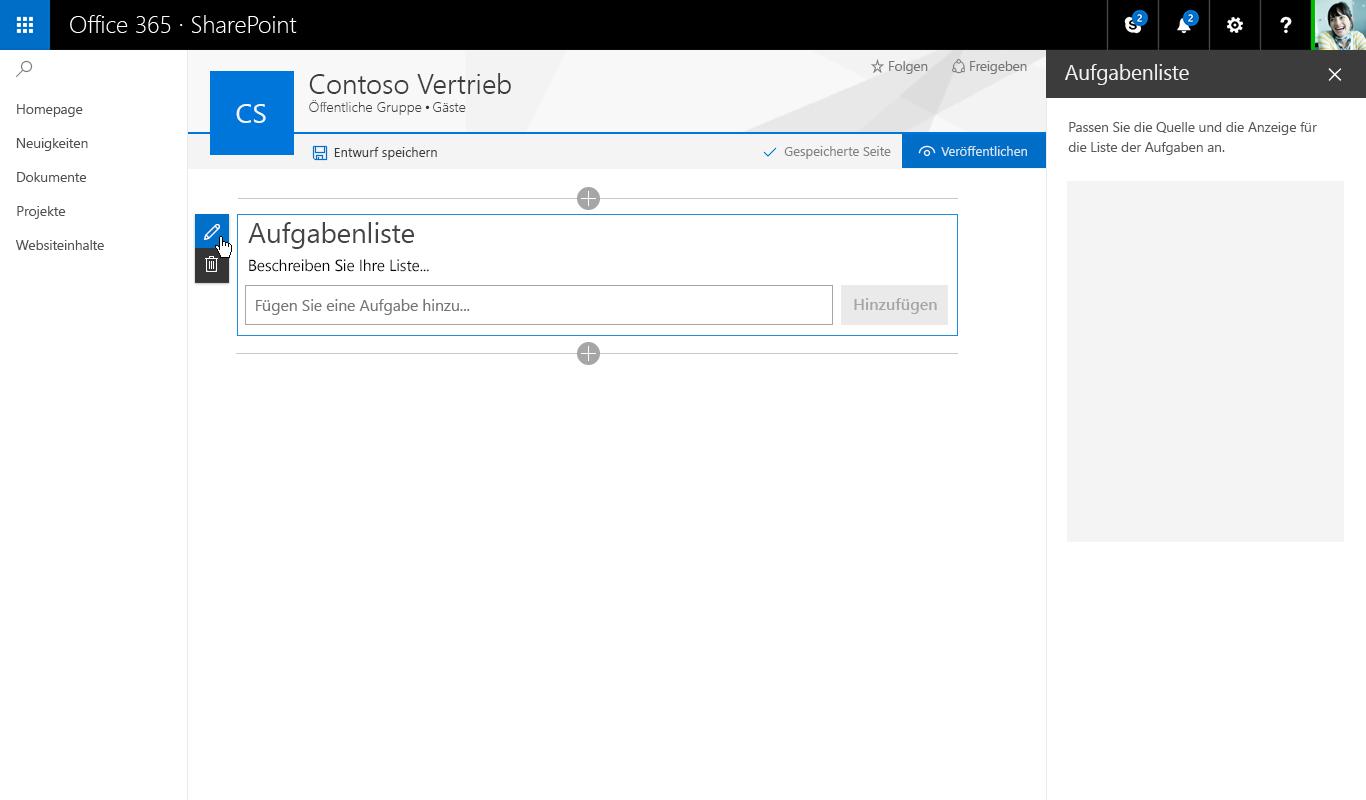 Office 365 · SharePoint
2
2
?
Homepage
Neuigkeiten
Dokumente
Projekte
Websiteinhalte
CS
Contoso Vertrieb
Öffentliche Gruppe • Gäste
Folgen
Freigeben
Entwurf speichern
Gespeicherte Seite
Veröffentlichen
Aufgabenliste
Beschreiben Sie Ihre Liste...
Fügen Sie eine Aufgabe hinzu...
Hinzufügen
Aufgabenliste
Passen Sie die Quelle und die Anzeige für
die Liste der Aufgaben an.